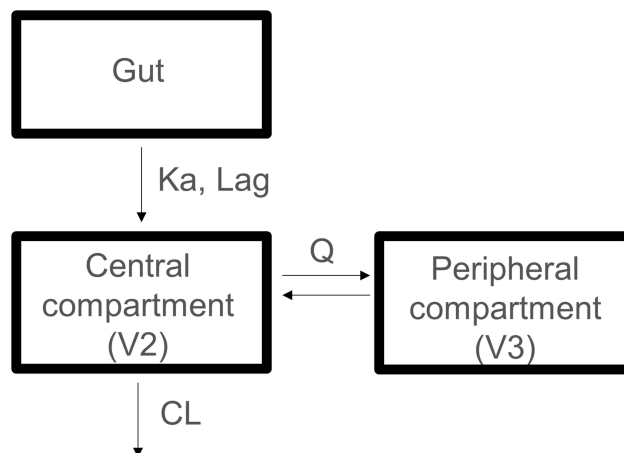 Gut
Ka, Lag
Central
compartment
(V2)
Q
Peripheral
compartment
(V3)
CL